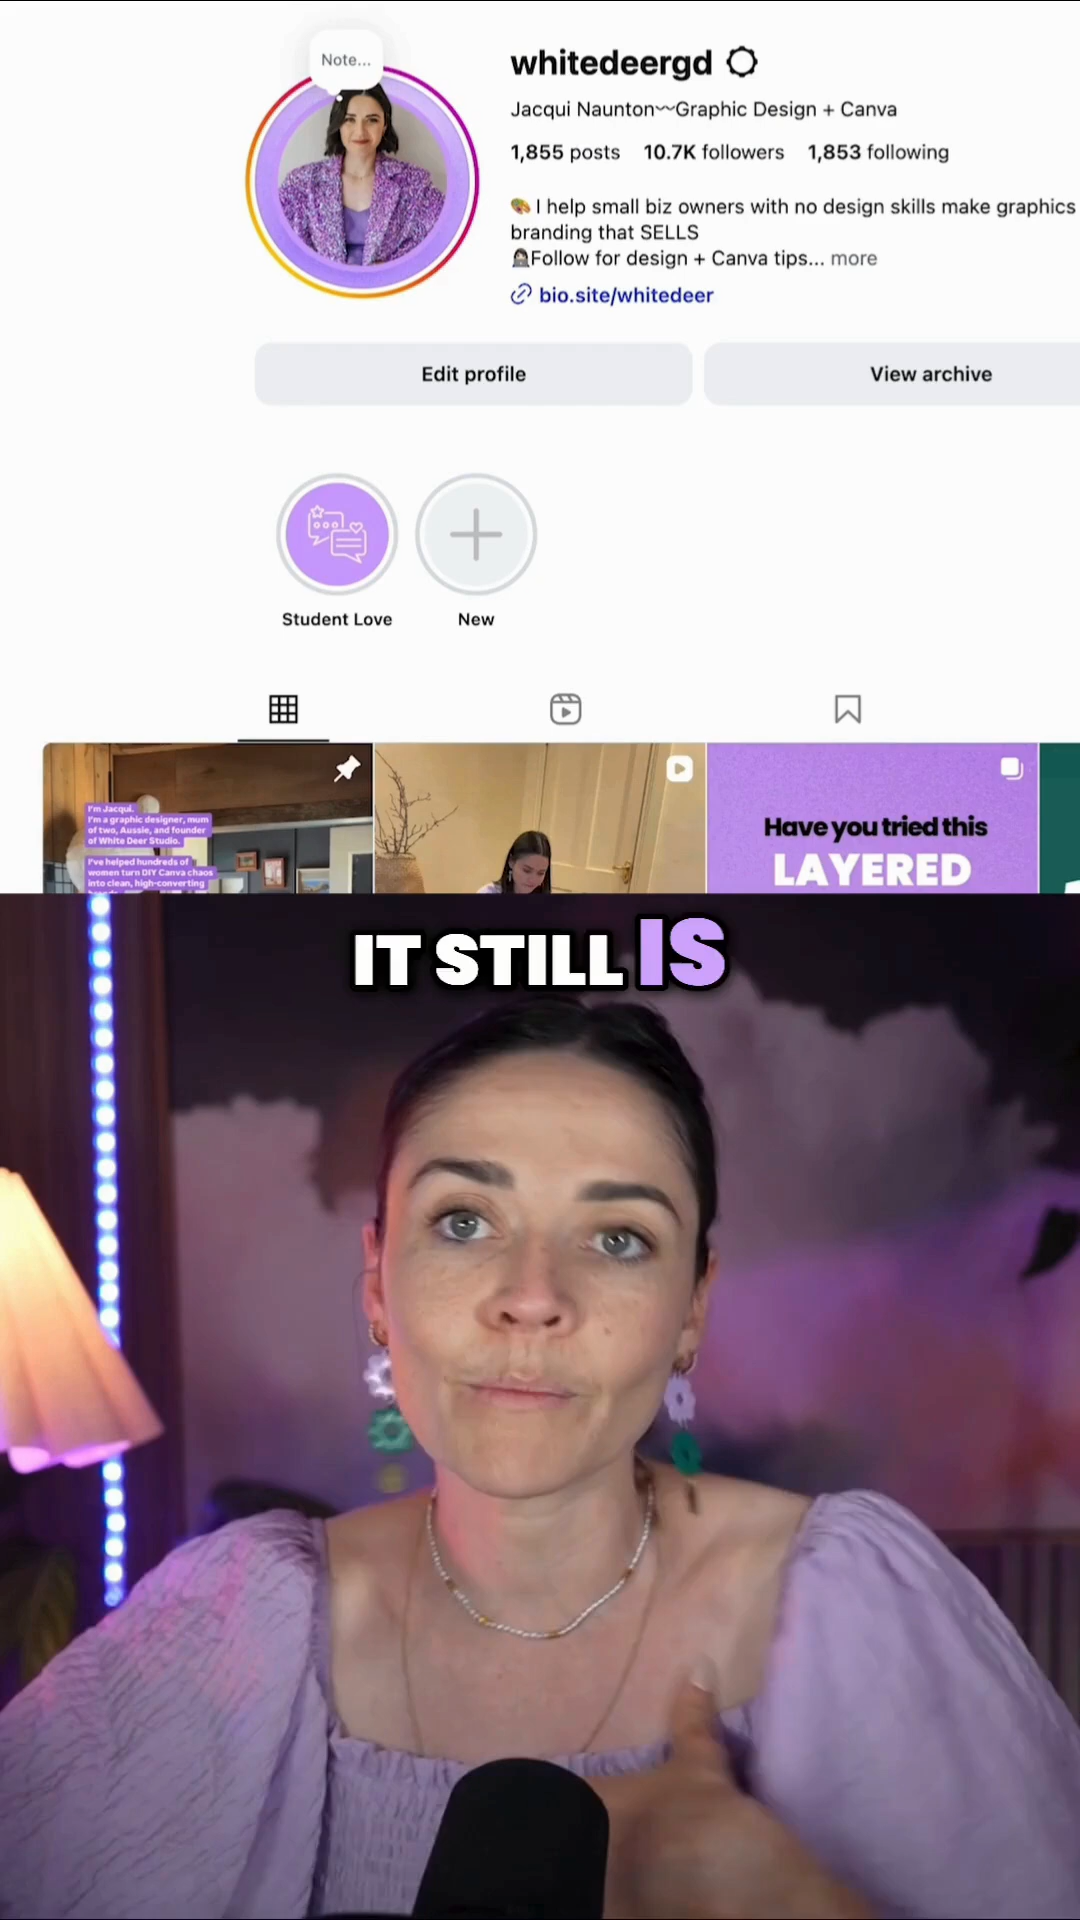 Note...
whitedeergd
Jacqui Naunton〰Graphic Design + Canva
1,855 posts 10.7K followers 1,853 following
🎨 I help small biz owners with no design skills make graphics
branding that SELLS
👩🏻‍💻Follow for design + Canva tips... more
bio.site/whitedeer
Edit profile
View archive
Student Love
New
I'm Jacqui.
I'm a graphic designer, mum
of two, Aussie, and founder
of White Deer Studio.
I've helped hundreds of
women turn DIY Canva chaos
into clean, high-converting
Have you tried this
LAYERED
IT STILL IS